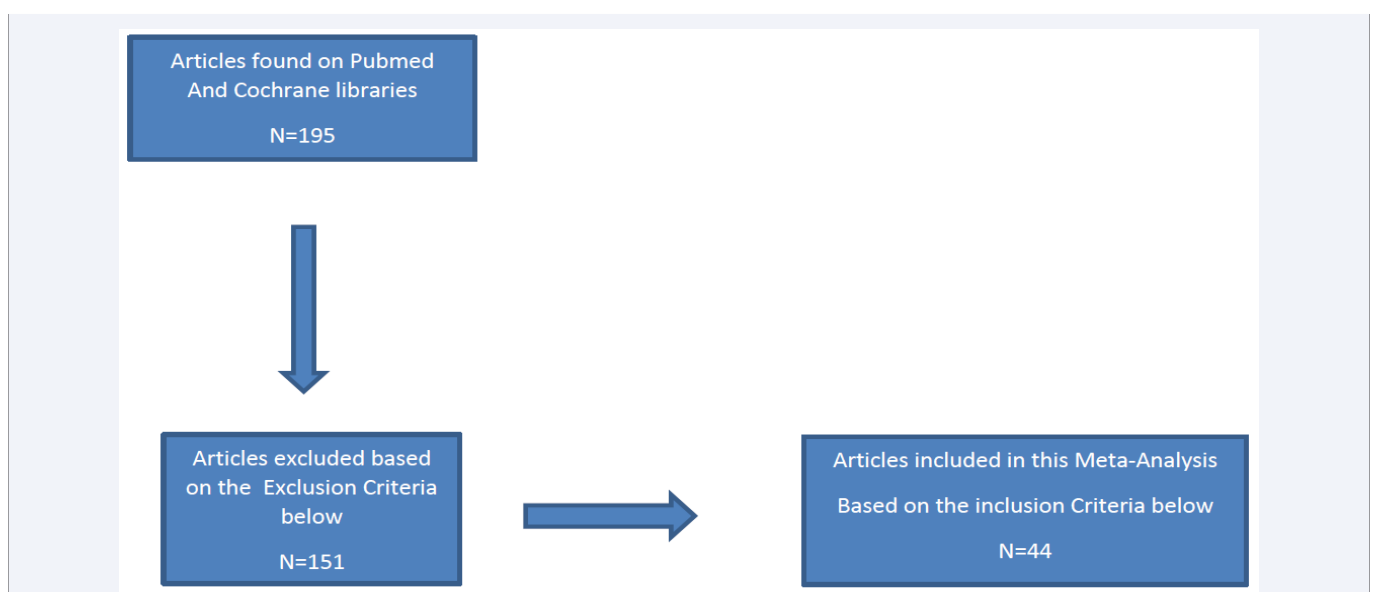 Articles found on Pubmed
And Cochrane libraries
N=195
Articles excluded based
on the Exclusion Criteria
below
N=151
Articles included in this Meta-Analysis
Based on the inclusion Criteria below
N=44